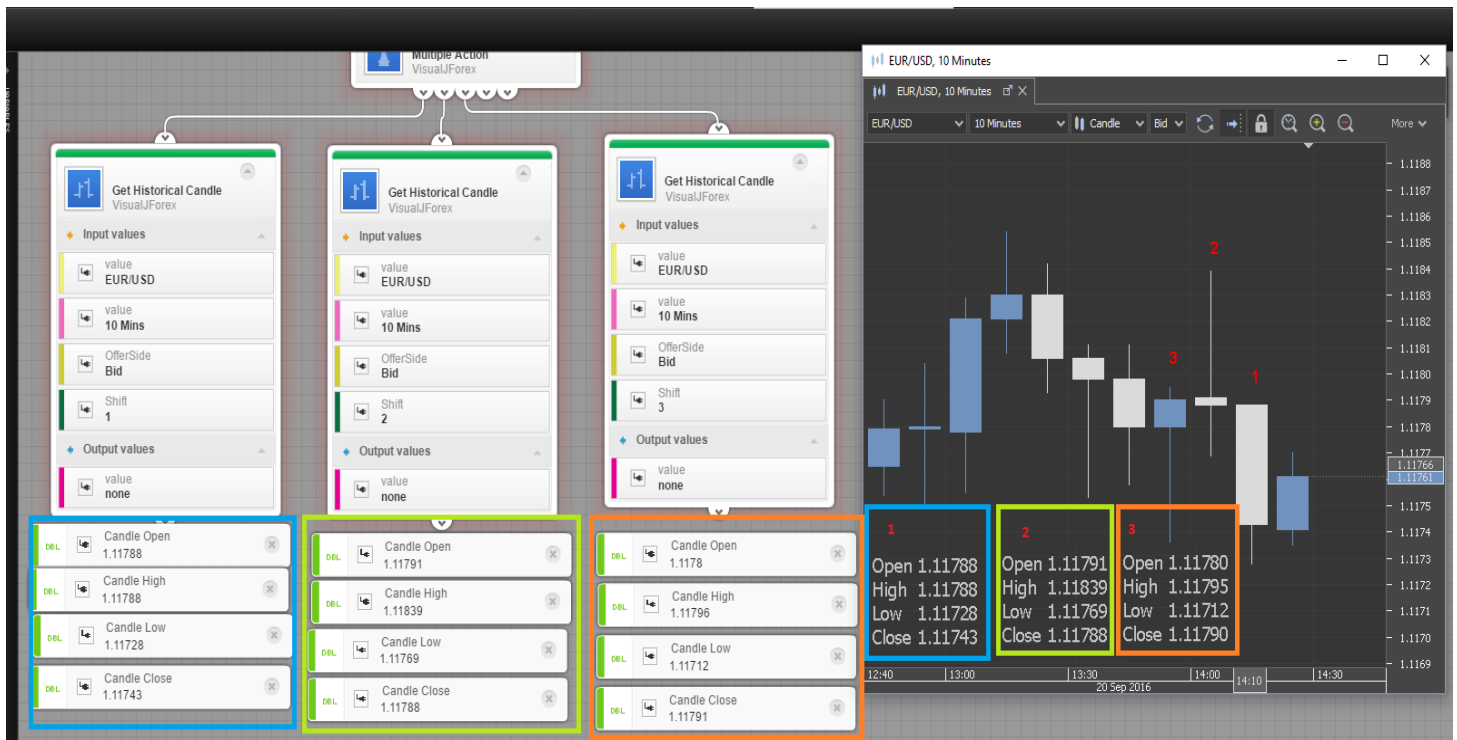 Multiple Action
VisualJForex
Get Historical Candle
VisualJForex
Input values
value
EUR/USD
value
10 Mins
OfferSide
Bid
Shift
1
Output values
value
none
DBL
Candle Open
1.11788
DBL
Candle High
1.11788
DBL
Candle Low
1.11728
DBL
Candle Close
1.11743
Get Historical Candle
VisualJForex
Input values
value
EUR/USD
value
10 Mins
OfferSide
Bid
Shift
2
Output values
value
none
DBL
Candle Open
1.11791
DBL
Candle High
1.11839
DBL
Candle Low
1.11769
DBL
Candle Close
1.11788
Get Historical Candle
VisualJForex
Input values
value
EUR/USD
value
10 Mins
OfferSide
Bid
Shift
3
Output values
value
none
DBL
Candle Open
1.1178
DBL
Candle High
1.11796
DBL
Candle Low
1.11712
DBL
Candle Close
1.11791
EUR/USD, 10 Minutes
EUR/USD, 10 Minutes
EUR/USD 10 Minutes Candle Bid More
1.1188
1.1187
1.1186
1.1185
1.1184
1.1183
1.1182
1.1181
1.1180
1.1179
1.1178
1.1177
1.11766
1.11761
1.1175
1.1174
1.1173
1.1172
1.1171
1.1170
1.1169
2
3
1
1
Open 1.11788
High 1.11788
Low 1.11728
Close 1.11743
2
Open 1.11791
High 1.11839
Low 1.11769
Close 1.11788
3
Open 1.11780
High 1.11795
Low 1.11712
Close 1.11790
12:40 13:00 13:30 14:00 14:10 14:30
20 Sep 2016